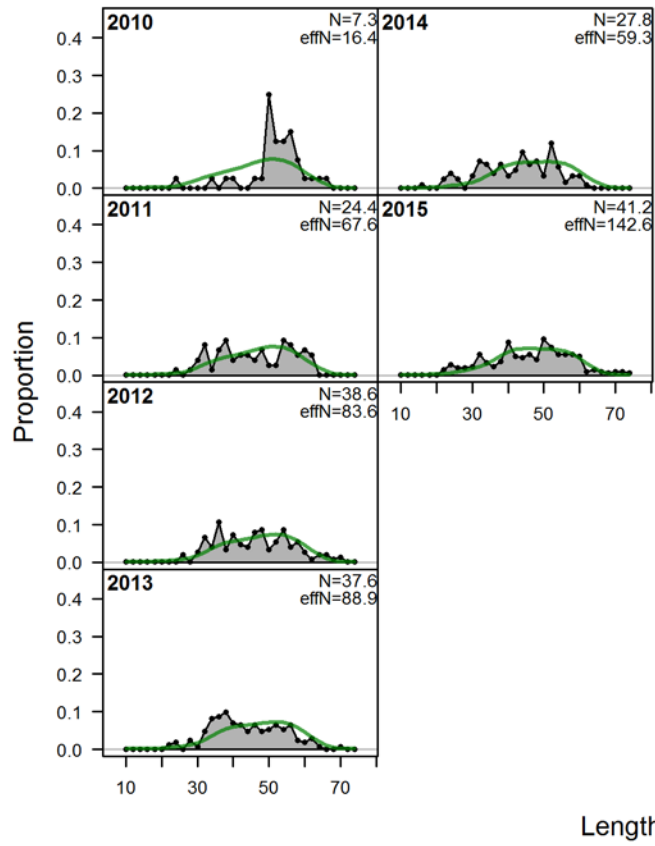 Proportion
2010
N=7.3
effN=16.4
0.4
0.3
0.2
0.1
0.0
2014
N=27.8
effN=59.3
2011
N=24.4
effN=67.6
0.4
0.3
0.2
0.1
0.0
2015
N=41.2
effN=142.6
10
30
50
70
2012
N=38.6
effN=83.6
0.4
0.3
0.2
0.1
0.0
2013
N=37.6
effN=88.9
0.4
0.3
0.2
0.1
0.0
10
30
50
70
Length